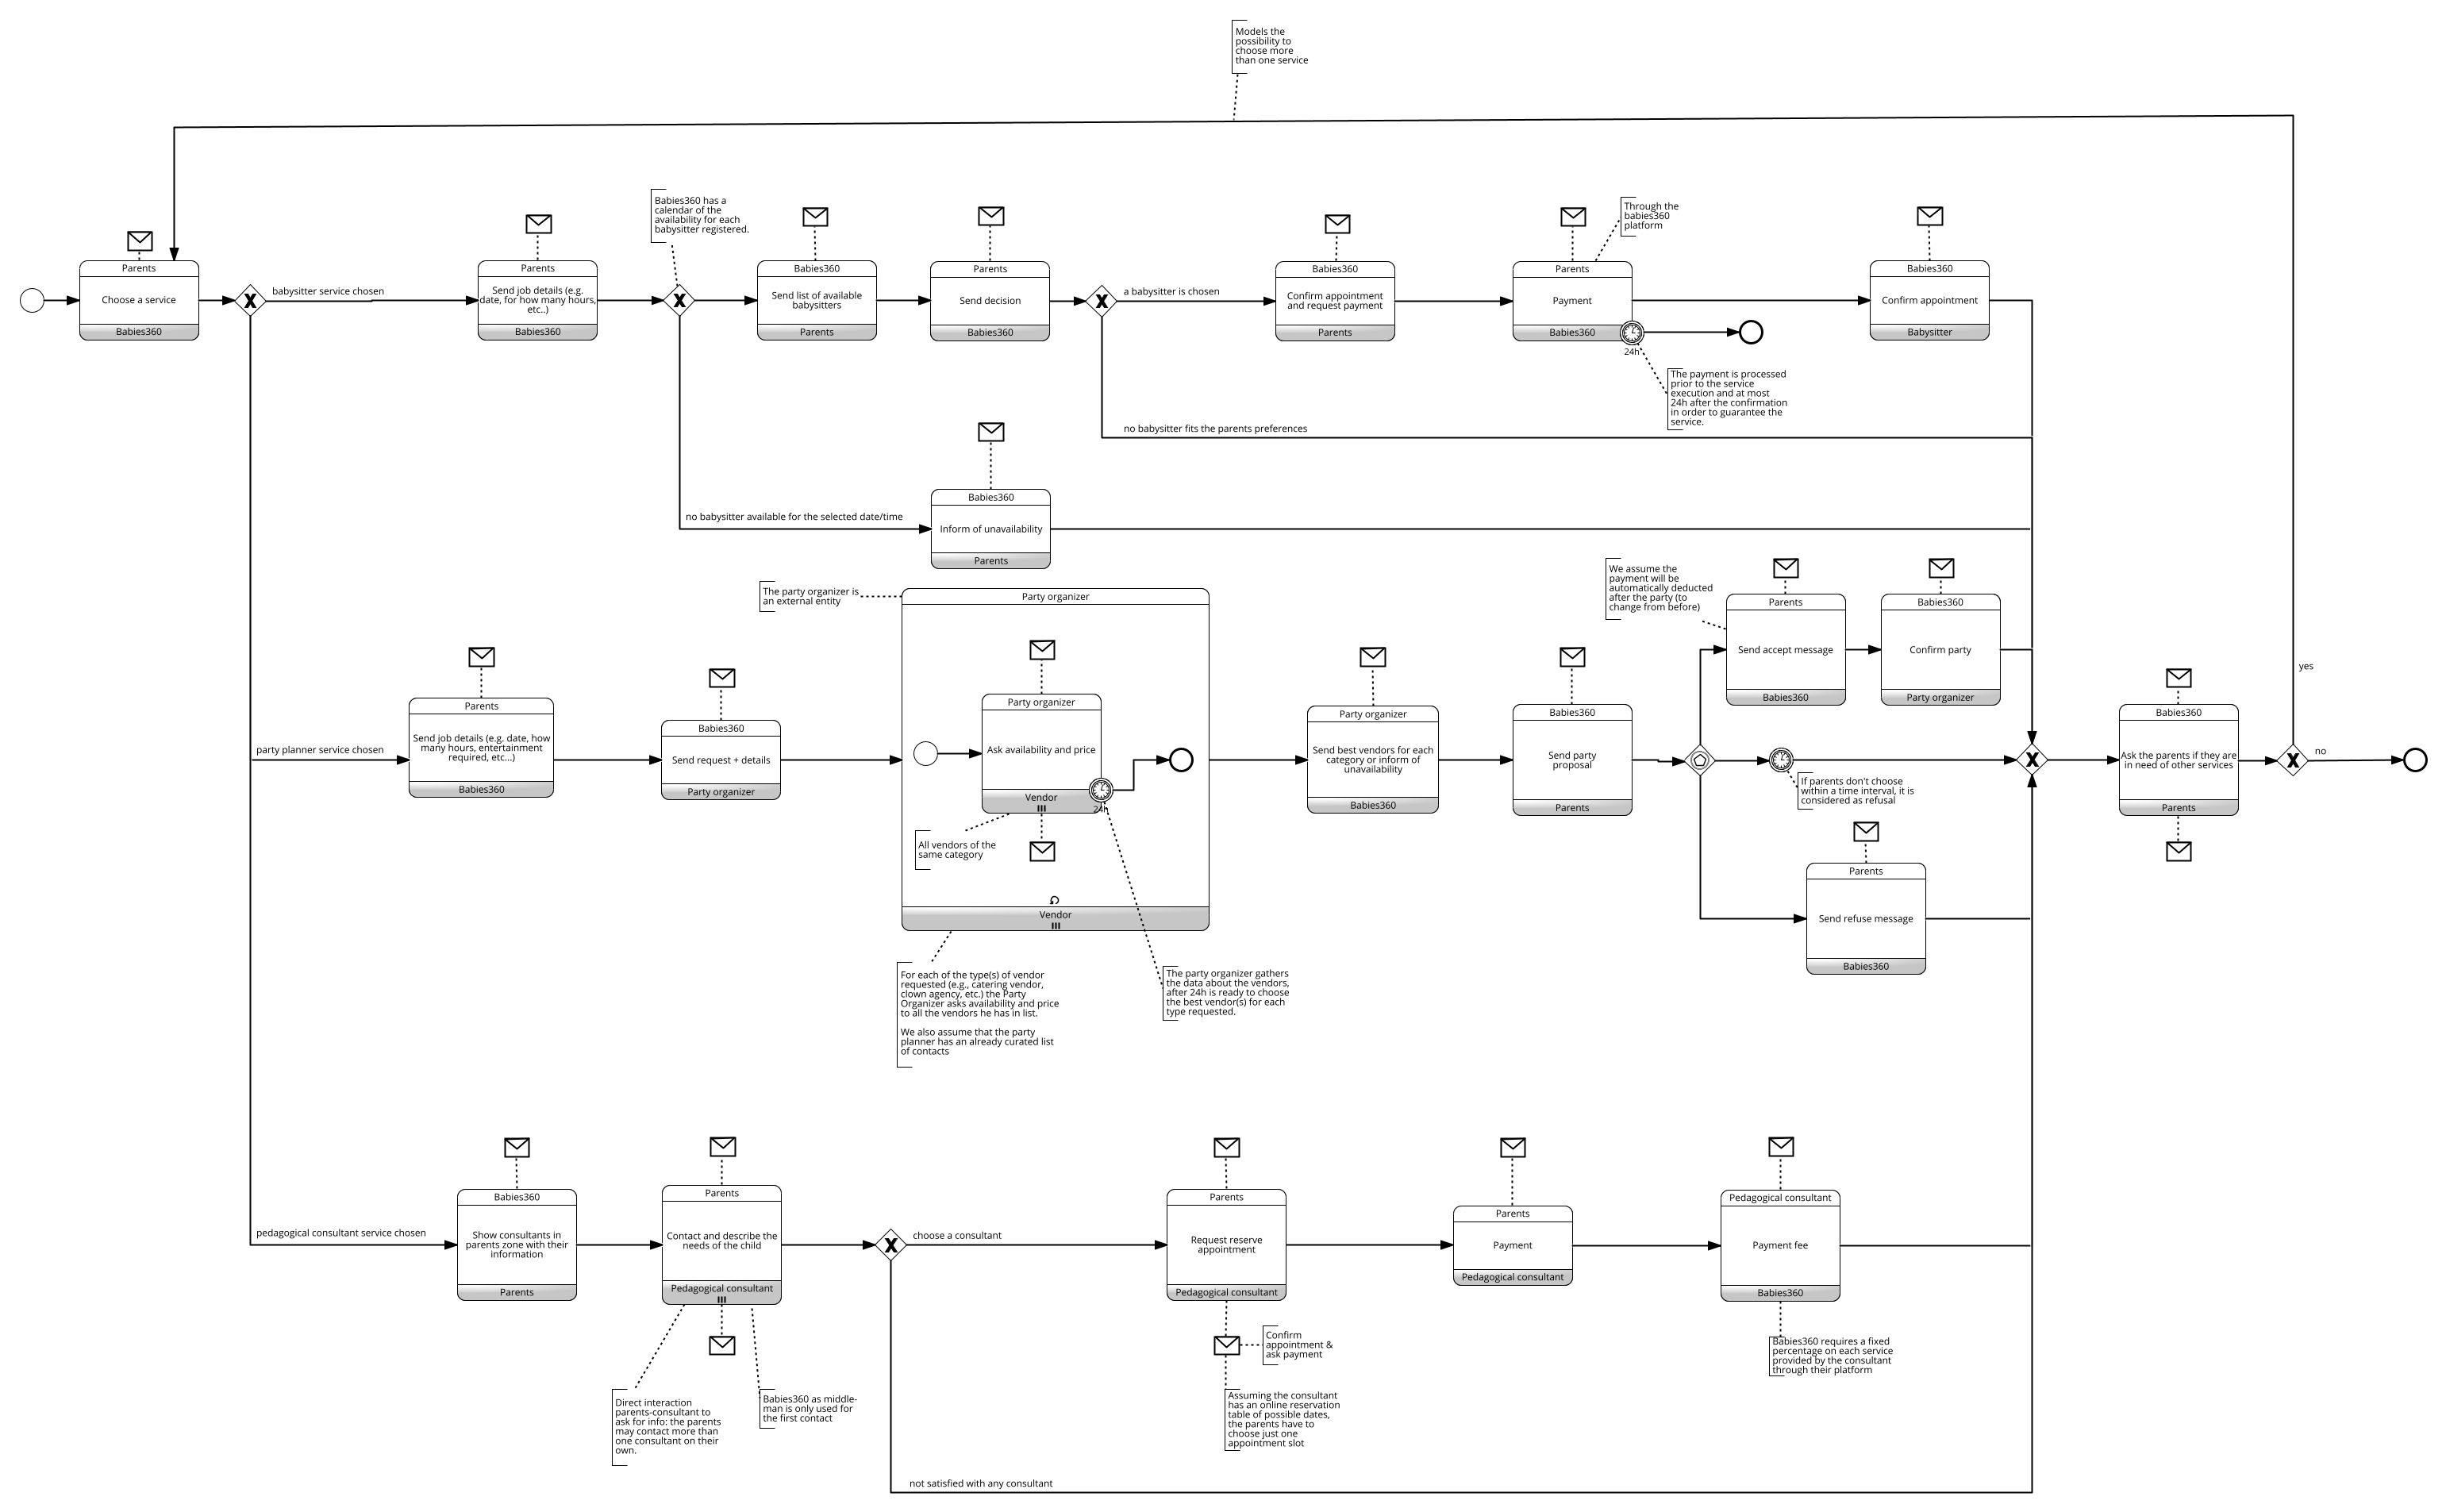 Models the
possibility to
choose more
than one service
Parents
Choose a service
Babies360
babysitter service chosen
Parents
Send job details (e.g.
date, for how many hours,
etc..)
Babies360
Babies360 has a
calendar of the
availability for each
babysitter registered.
Babies360
Send list of available
babysitters
Parents
Parents
Send decision
Babies360
a babysitter is chosen
Babies360
Confirm appointment
and request payment
Parents
Through the
babies360
platform
Parents
Payment
Babies360
24h
The payment is processed
prior to the service
execution and at most
24h after the confirmation
in order to guarantee the
service.
Babies360
Confirm appointment
Babysitter
no babysitter fits the parents preferences
no babysitter available for the selected date/time
Babies360
Inform of unavailability
Parents
party planner service chosen
Parents
Send job details (e.g. date, how
many hours, entertainment
required, etc...)
Babies360
Babies360
Send request + details
Party organizer
The party organizer is
an external entity
Party organizer
Party organizer
Ask availability and price
Vendor
24h
All vendors of the
same category
Vendor
For each of the type(s) of vendor
requested (e.g., catering vendor,
clown agency, etc.) the Party
Organizer asks availability and price
to all the vendors he has in list.
We also assume that the party
planner has an already curated list
of contacts
The party organizer gathers
the data about the vendors,
after 24h is ready to choose
the best vendor(s) for each
type requested.
Party organizer
Send best vendors for each
category or inform of
unavailability
Babies360
Babies360
Send party
proposal
Parents
We assume the
payment will be
automatically deducted
after the party (to
change from before)
Parents
Send accept message
Babies360
Babies360
Confirm party
Party organizer
If parents don't choose
within a time interval, it is
considered as refusal
Parents
Send refuse message
Babies360
Babies360
Ask the parents if they are
in need of other services
Parents
yes
no
pedagogical consultant service chosen
Babies360
Show consultants in
parents zone with their
information
Parents
Parents
Contact and describe the
needs of the child
Pedagogical consultant
Direct interaction
parents-consultant to
ask for info: the parents
may contact more than
one consultant on their
own.
Babies360 as middle-
man is only used for
the first contact
choose a consultant
Parents
Request reserve
appointment
Pedagogical consultant
Confirm
appointment &
ask payment
Assuming the consultant
has an online reservation
table of possible dates,
the parents have to
choose just one
appointment slot
Parents
Payment
Pedagogical consultant
Pedagogical consultant
Payment fee
Babies360
Babies360 requires a fixed
percentage on each service
provided by the consultant
through their platform
not satisfied with any consultant